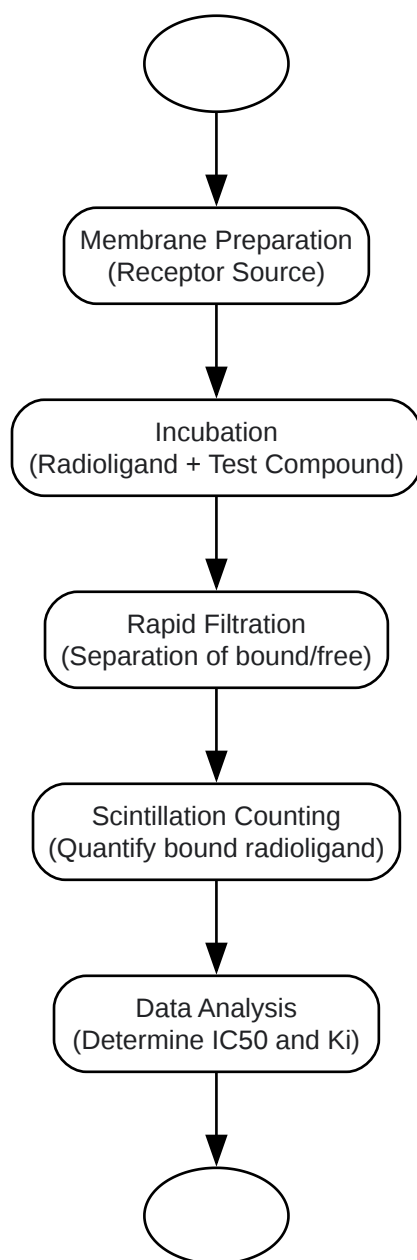 Membrane Preparation
(Receptor Source)
Incubation
(Radioligand + Test Compound)
Rapid Filtration
(Separation of bound/free)
Scintillation Counting
(Quantify bound radioligand)
Data Analysis
(Determine IC50 and Ki)